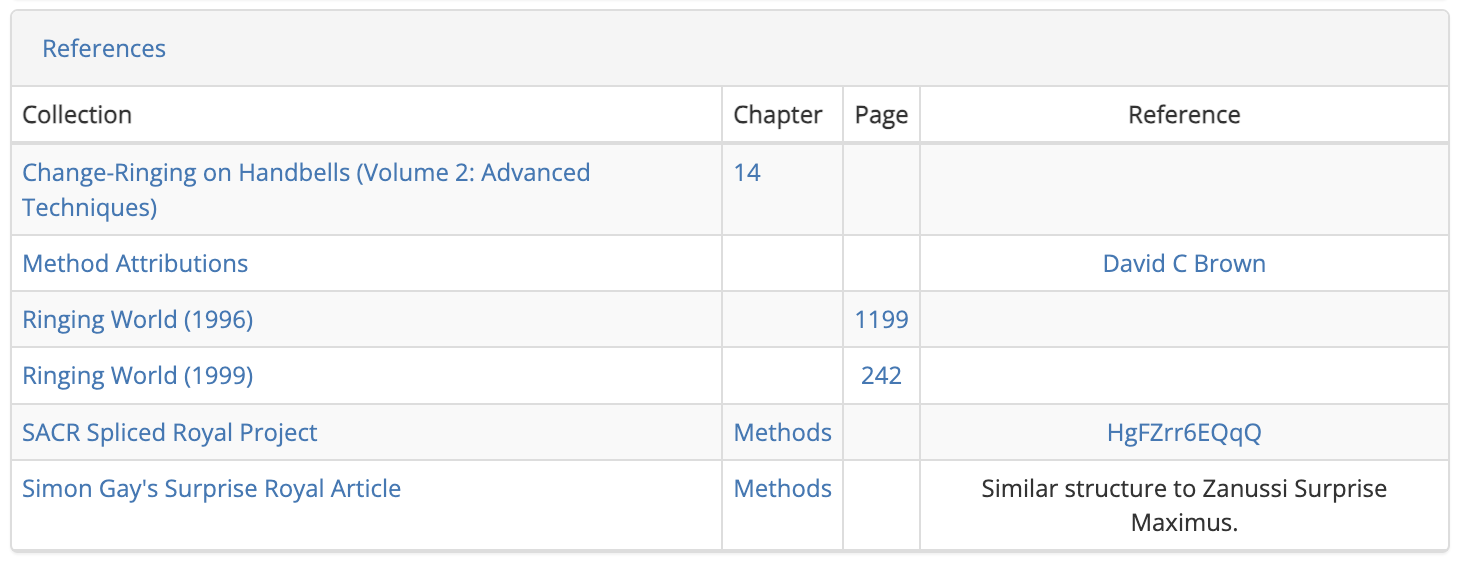 References
Collection Chapter Page Reference
Change-Ringing on Handbells (Volume 2: Advanced 14
Techniques)
Method Attributions David C Brown
Ringing World (1996) 1199
Ringing World (1999) 242
SACR Spliced Royal Project Methods HgFZrr6EQqQ
Simon Gay's Surprise Royal Article Methods Similar structure to Zanussi Surprise
Maximus.